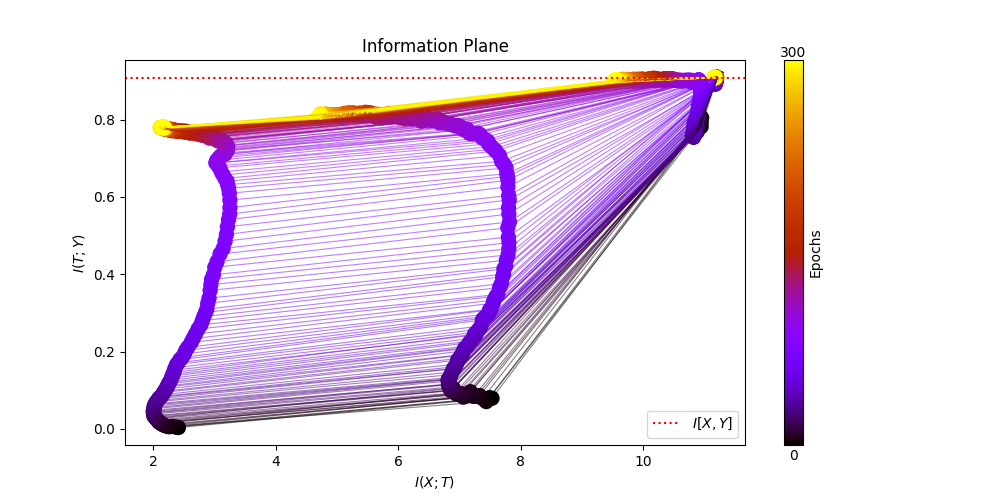 Information Plane
300
0.8
0.6
0.4
0.2
0.0
I(T; Y)
2
4
6
8
10
I(X; T)
I[X, Y]
Epochs
0